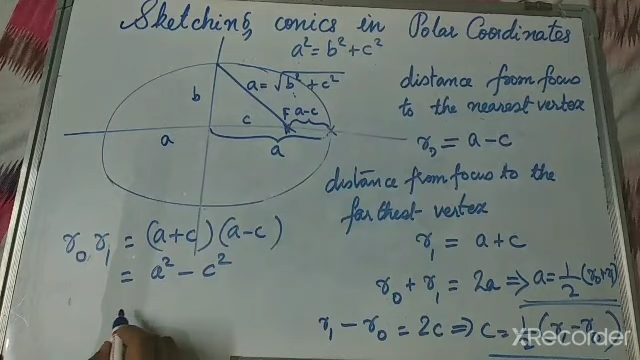 Sketching conics in Polar Coordinates
a² = b² + c²
a = √b² + c²
b
c
F
a-c
a
a
distance from focus
to the nearest vertex
r₀ = a - c
distance from focus to the
farthest vertex
r₁ = a + c
r₀ + r₁ = 2a ⇒ a = 1/2 (r₀+r₁)
r₁ - r₀ = 2c ⇒ c = 1/2 (r₁ - r₀)
r₀ r₁ = (a+c) (a-c)
= a² - c²
XRecorder